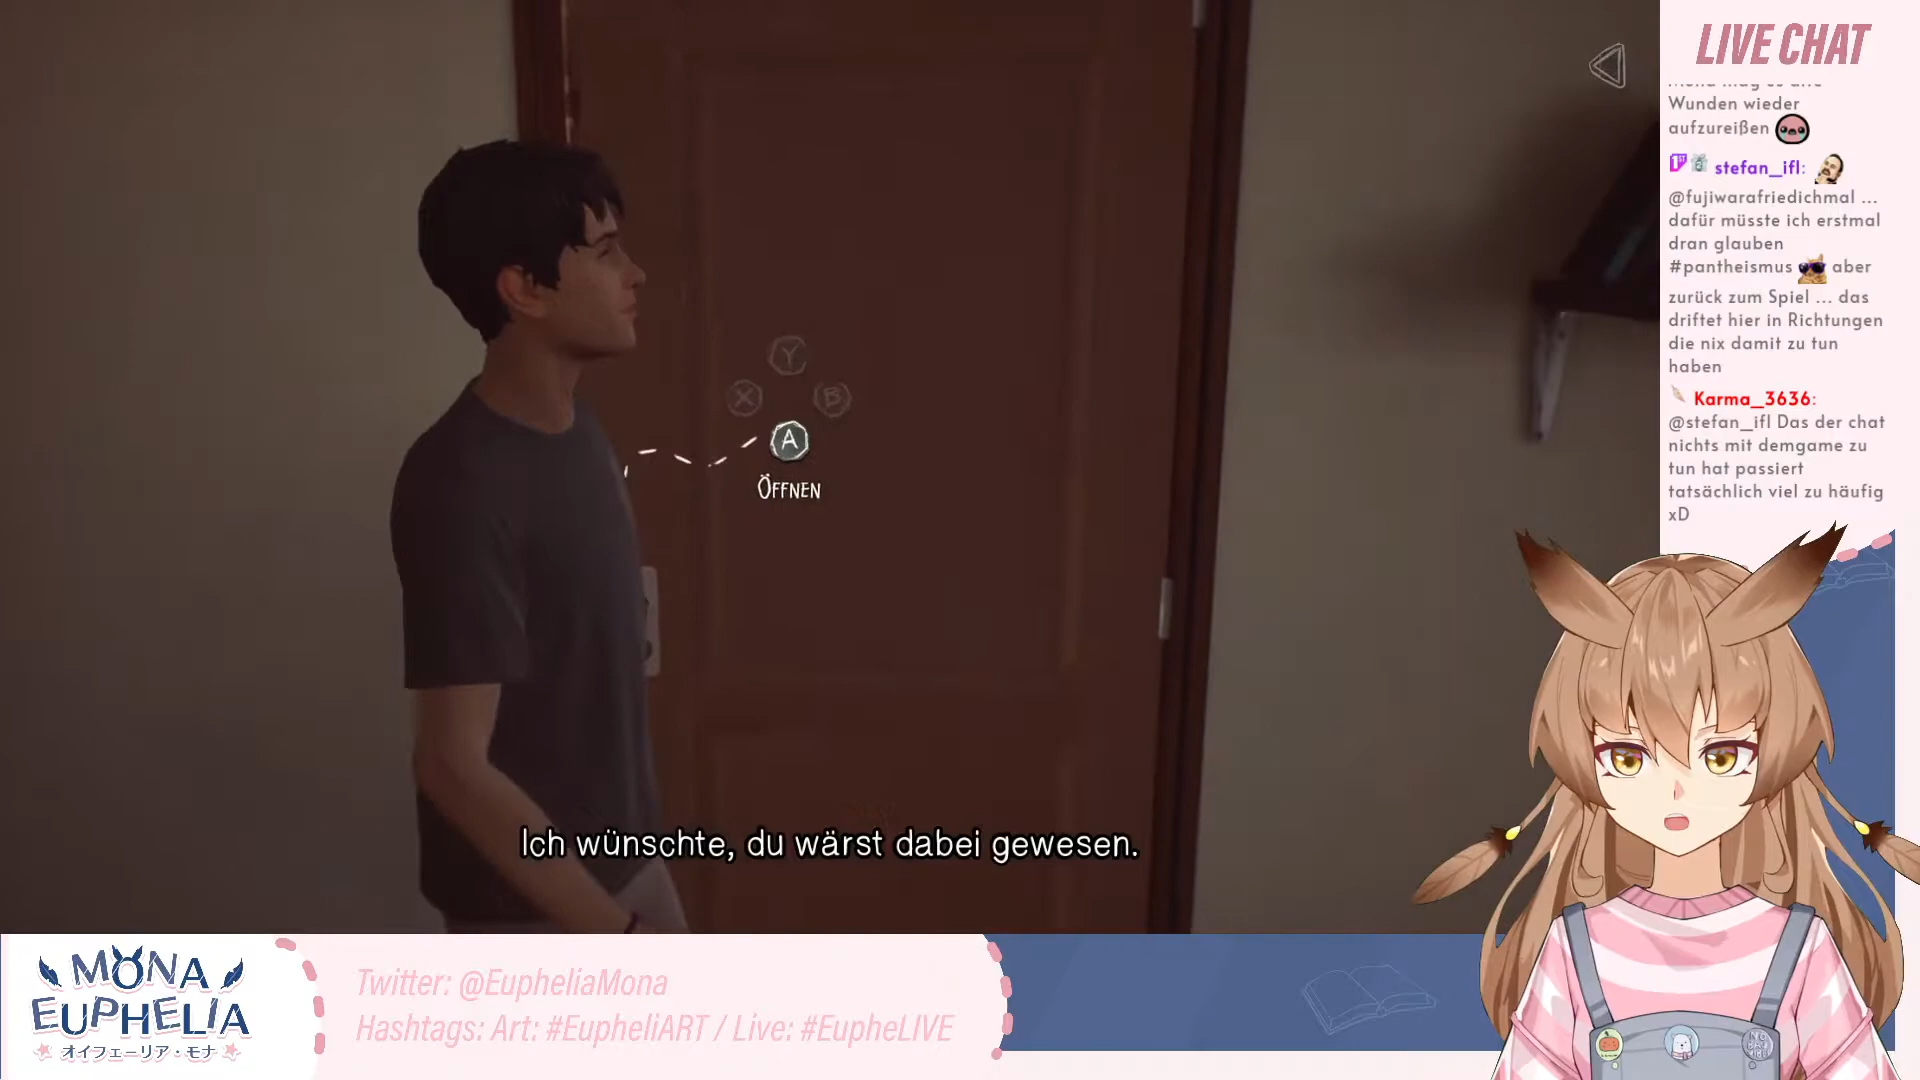 LIVE CHAT
Wunden wieder
aufzureißen
stefan_ifl:
@fujiwarafriedichmal ...
dafür müsste ich erstmal
dran glauben
#pantheismus aber
zurück zum Spiel ... das
driftet hier in Richtungen
die nix damit zu tun
haben
Karma_3636:
@stefan_ifl Das der chat
nichts mit demgame zu
tun hat passiert
tatsächlich viel zu häufig
xD
Y
X B
A
ÖFFNEN
Ich wünschte, du wärst dabei gewesen.
MONA
EUPHELIA
オイフェーリア・モナ
Twitter: @EupheliaMona
Hashtags: Art: #EupheliART / Live: #EupheLIVE